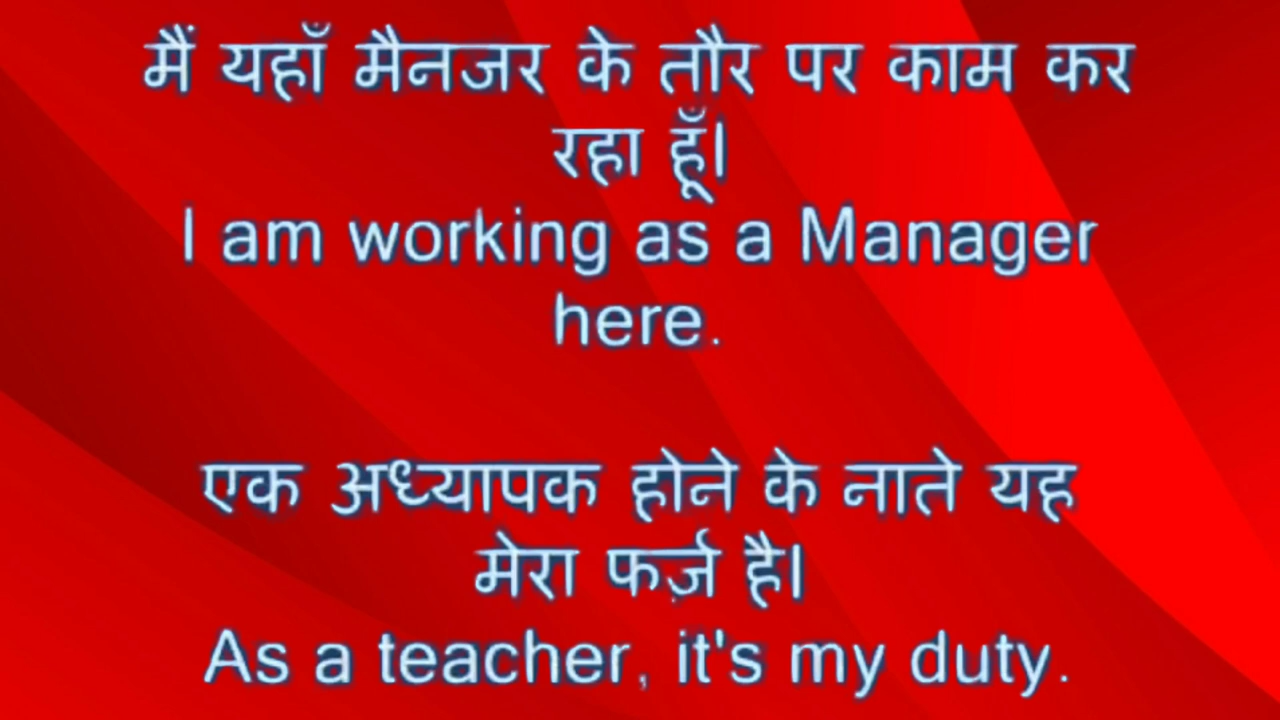 मैं यहाँ मैनजर के तौर पर काम कर
रहा हूँ।
I am working as a Manager
here.
एक अध्यापक होने के नाते यह
मेरा फर्ज़ है।
As a teacher, it's my duty.